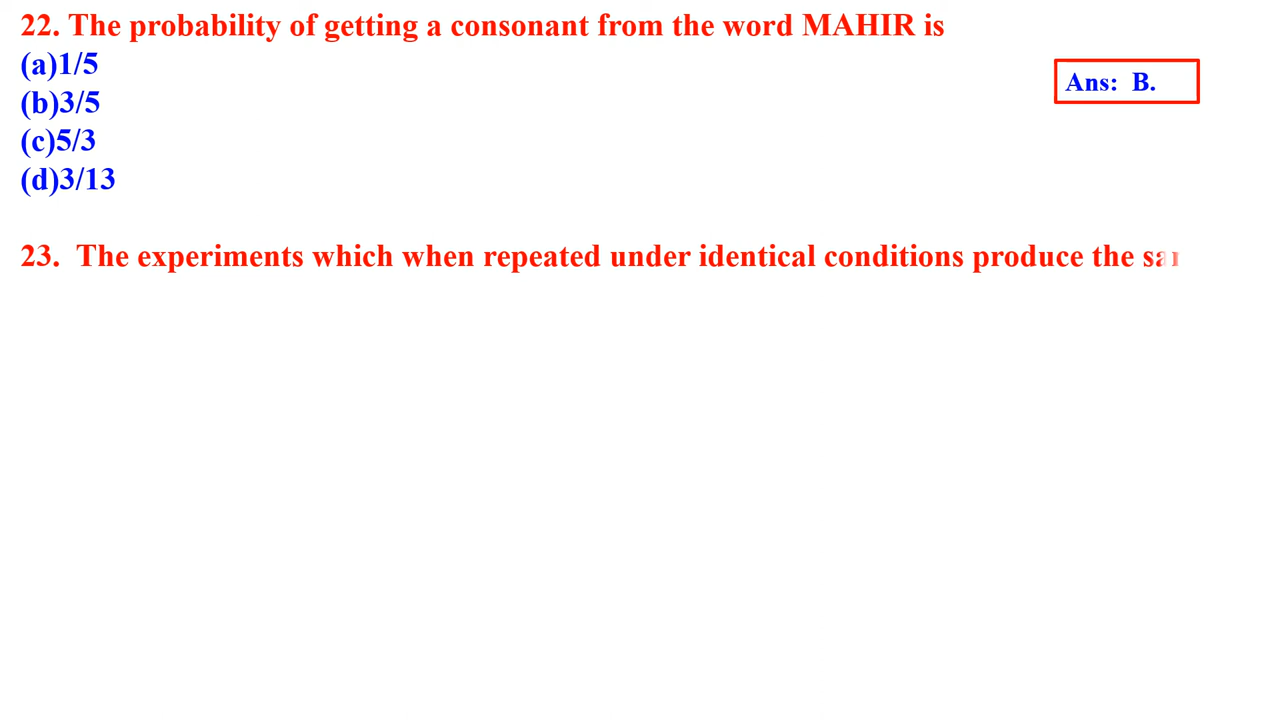 22. The probability of getting a consonant from the word MAHIR is
(a)1/5
Ans: B.
(b)3/5
(c)5/3
(d)3/13
23. The experiments which when repeated under identical conditions produce the